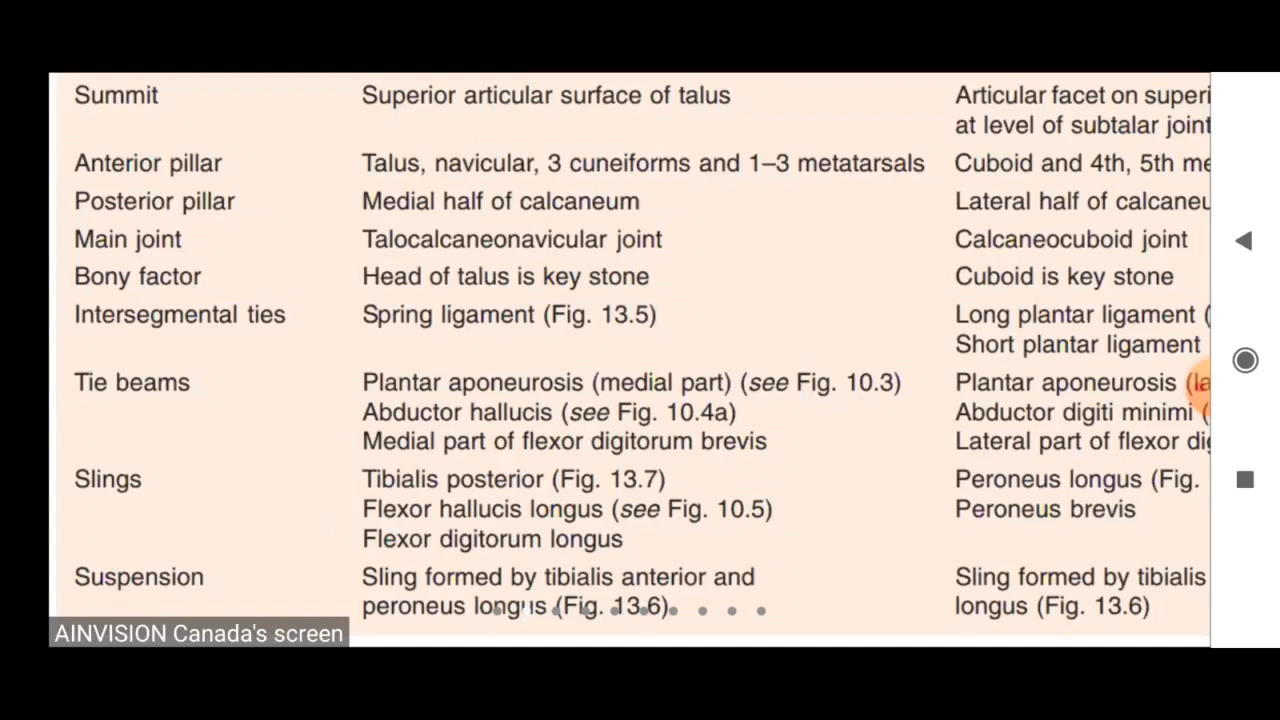 Summit Superior articular surface of talus Articular facet on
at level of subtalar joint
Anterior pillar Talus, navicular, 3 cuneiforms and 1–3 metatarsals Cuboid and 4th, 5th
Posterior pillar Medial half of calcaneum Lateral half of
Main joint Talocalcaneonavicular joint Calcaneocuboid joint
Bony factor Head of talus is key stone Cuboid is key stone
Intersegmental ties Spring ligament (Fig. 13.5) Long plantar ligament (
Short plantar ligament
Tie beams Plantar aponeurosis (medial part) (see Fig. 10.3) Plantar aponeurosis
Abductor hallucis (see Fig. 10.4a) Abductor digiti minimi (
Medial part of flexor digitorum brevis Lateral part of flexor
Slings Tibialis posterior (Fig. 13.7) Peroneus longus (Fig.
Flexor hallucis longus (see Fig. 10.5) Peroneus brevis
Flexor digitorum longus
Suspension Sling formed by tibialis anterior and Sling formed by tibialis
peroneus longus (Fig. 13.6) longus (Fig. 13.6)
AINVISION Canada's screen